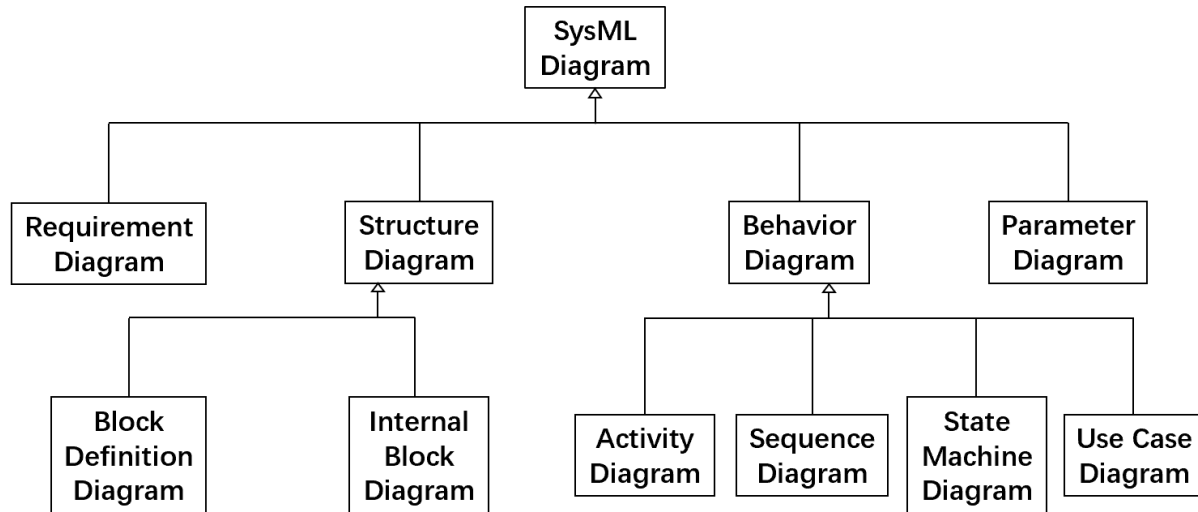 SysML
Diagram
Requirement
Diagram
Structure
Diagram
Behavior
Diagram
Parameter
Diagram
Block
Definition
Diagram
Internal
Block
Diagram
Activity
Diagram
Sequence
Diagram
State
Machine
Diagram
Use Case
Diagram